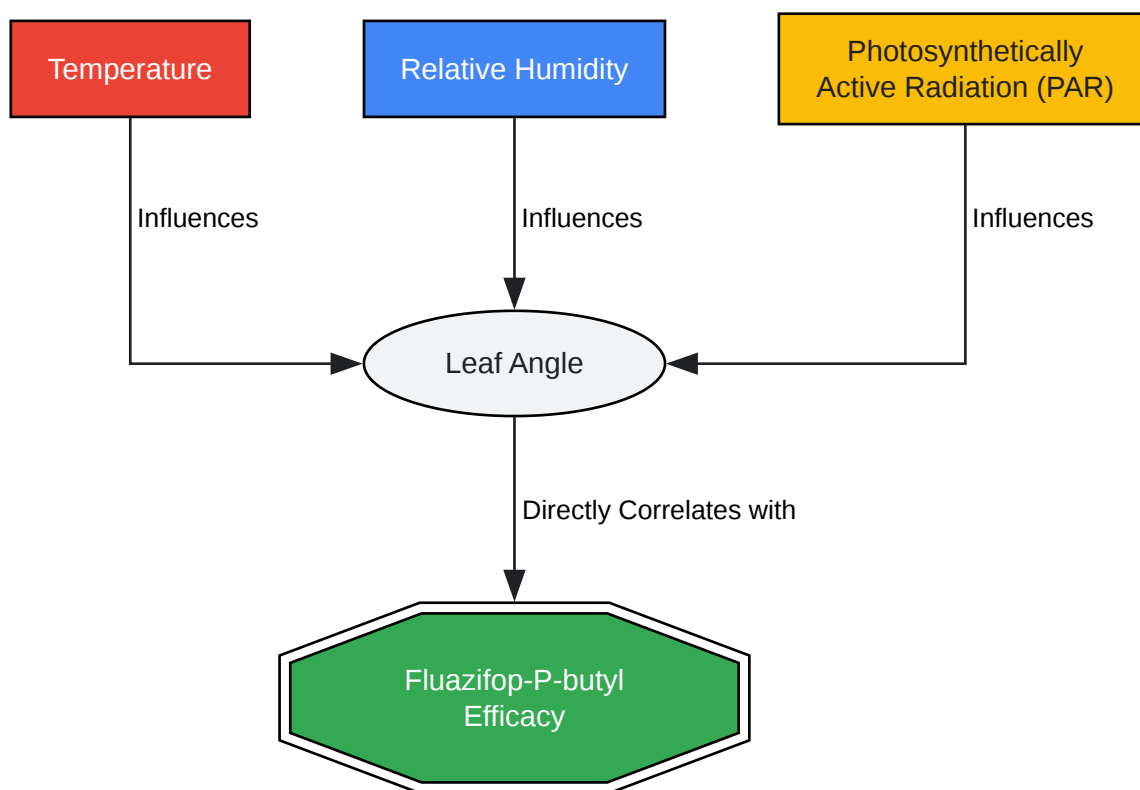 Temperature
Relative Humidity
Photosynthetically
Active Radiation (PAR)
Influences
Influences
Influences
Leaf Angle
Directly Correlates with
Fluazifop-P-butyl
Efficacy